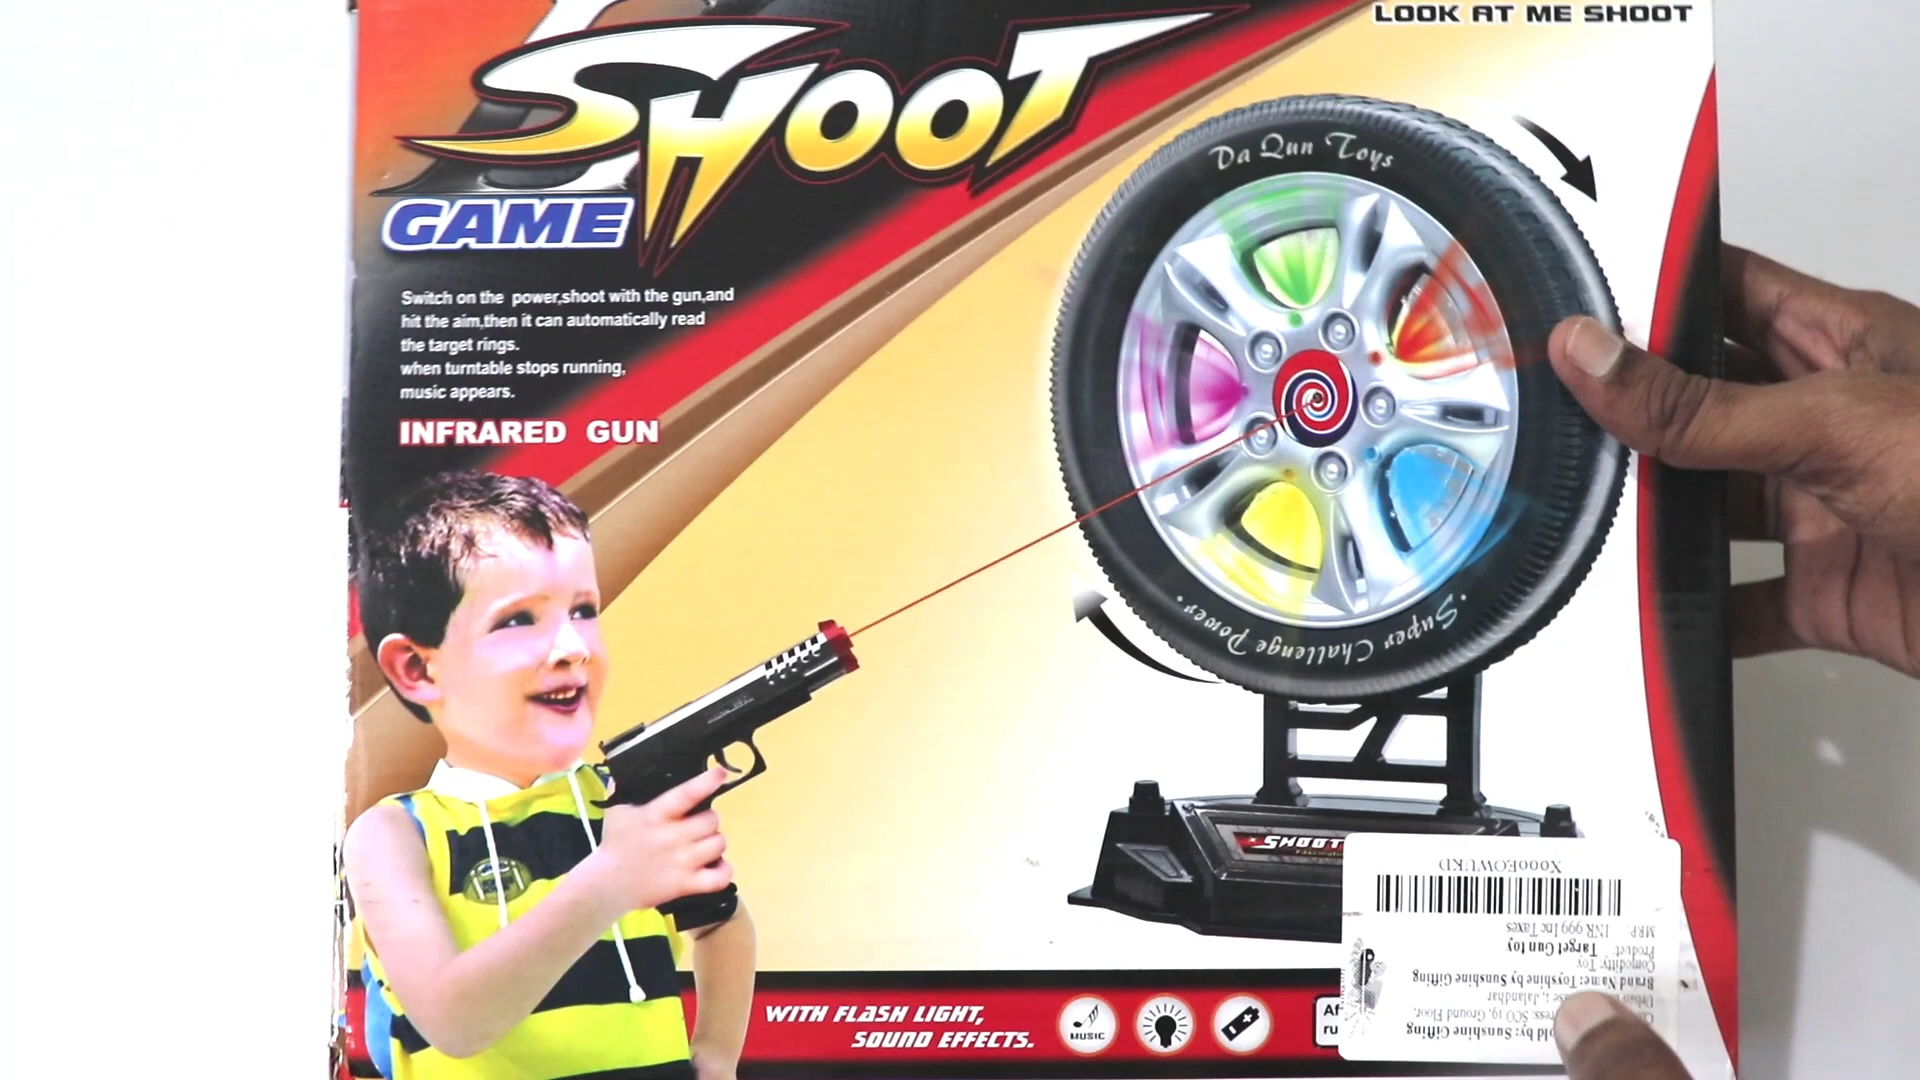 LOOK AT ME SHOOT
SHOOT
GAME
Switch on the power,shoot with the gun,and
hit the aim,then it can automatically read
the target rings.
when turntable stops running,
music appears.
INFRARED GUN
Da Qun Toys
Super Challenge Power
SHOOT
WITH FLASH LIGHT,
SOUND EFFECTS.
MUSIC
Sunshine Gifting
SCO 19, Ground Floor,
Jalandhar
Brand Name: Toyshine by Sunshine Gifting
Commodity: Toy
Product: Target Gun toy
MRP: INR 999 Inc Taxes